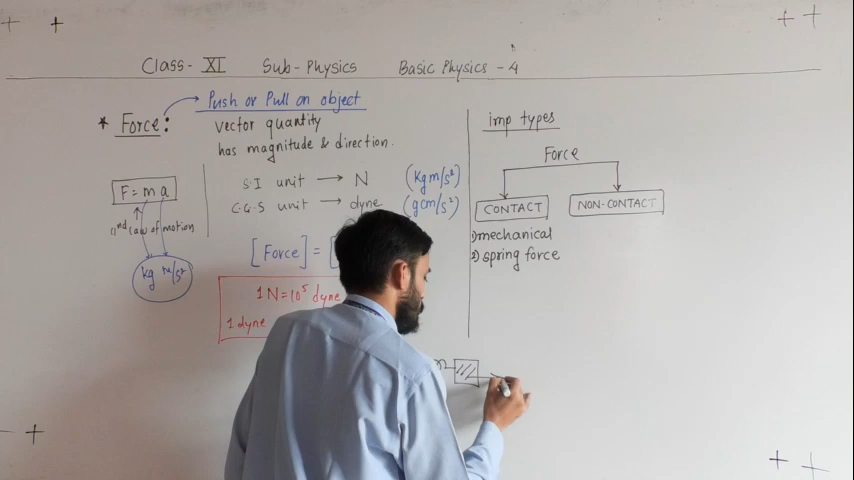 Class- XI Sub-Physics Basic Physics -4
* Force: Push or Pull on object
vector quantity
has magnitude & direction.
F = m a
2nd law of motion
kg m/s²
S.I unit → N (kgm/s²)
C.G.S unit → dyne (gcm/s²)
[Force] = [
1N=10⁵ dyne
1 dyne
imp types
Force
CONTACT NON-CONTACT
1) mechanical
2) spring force